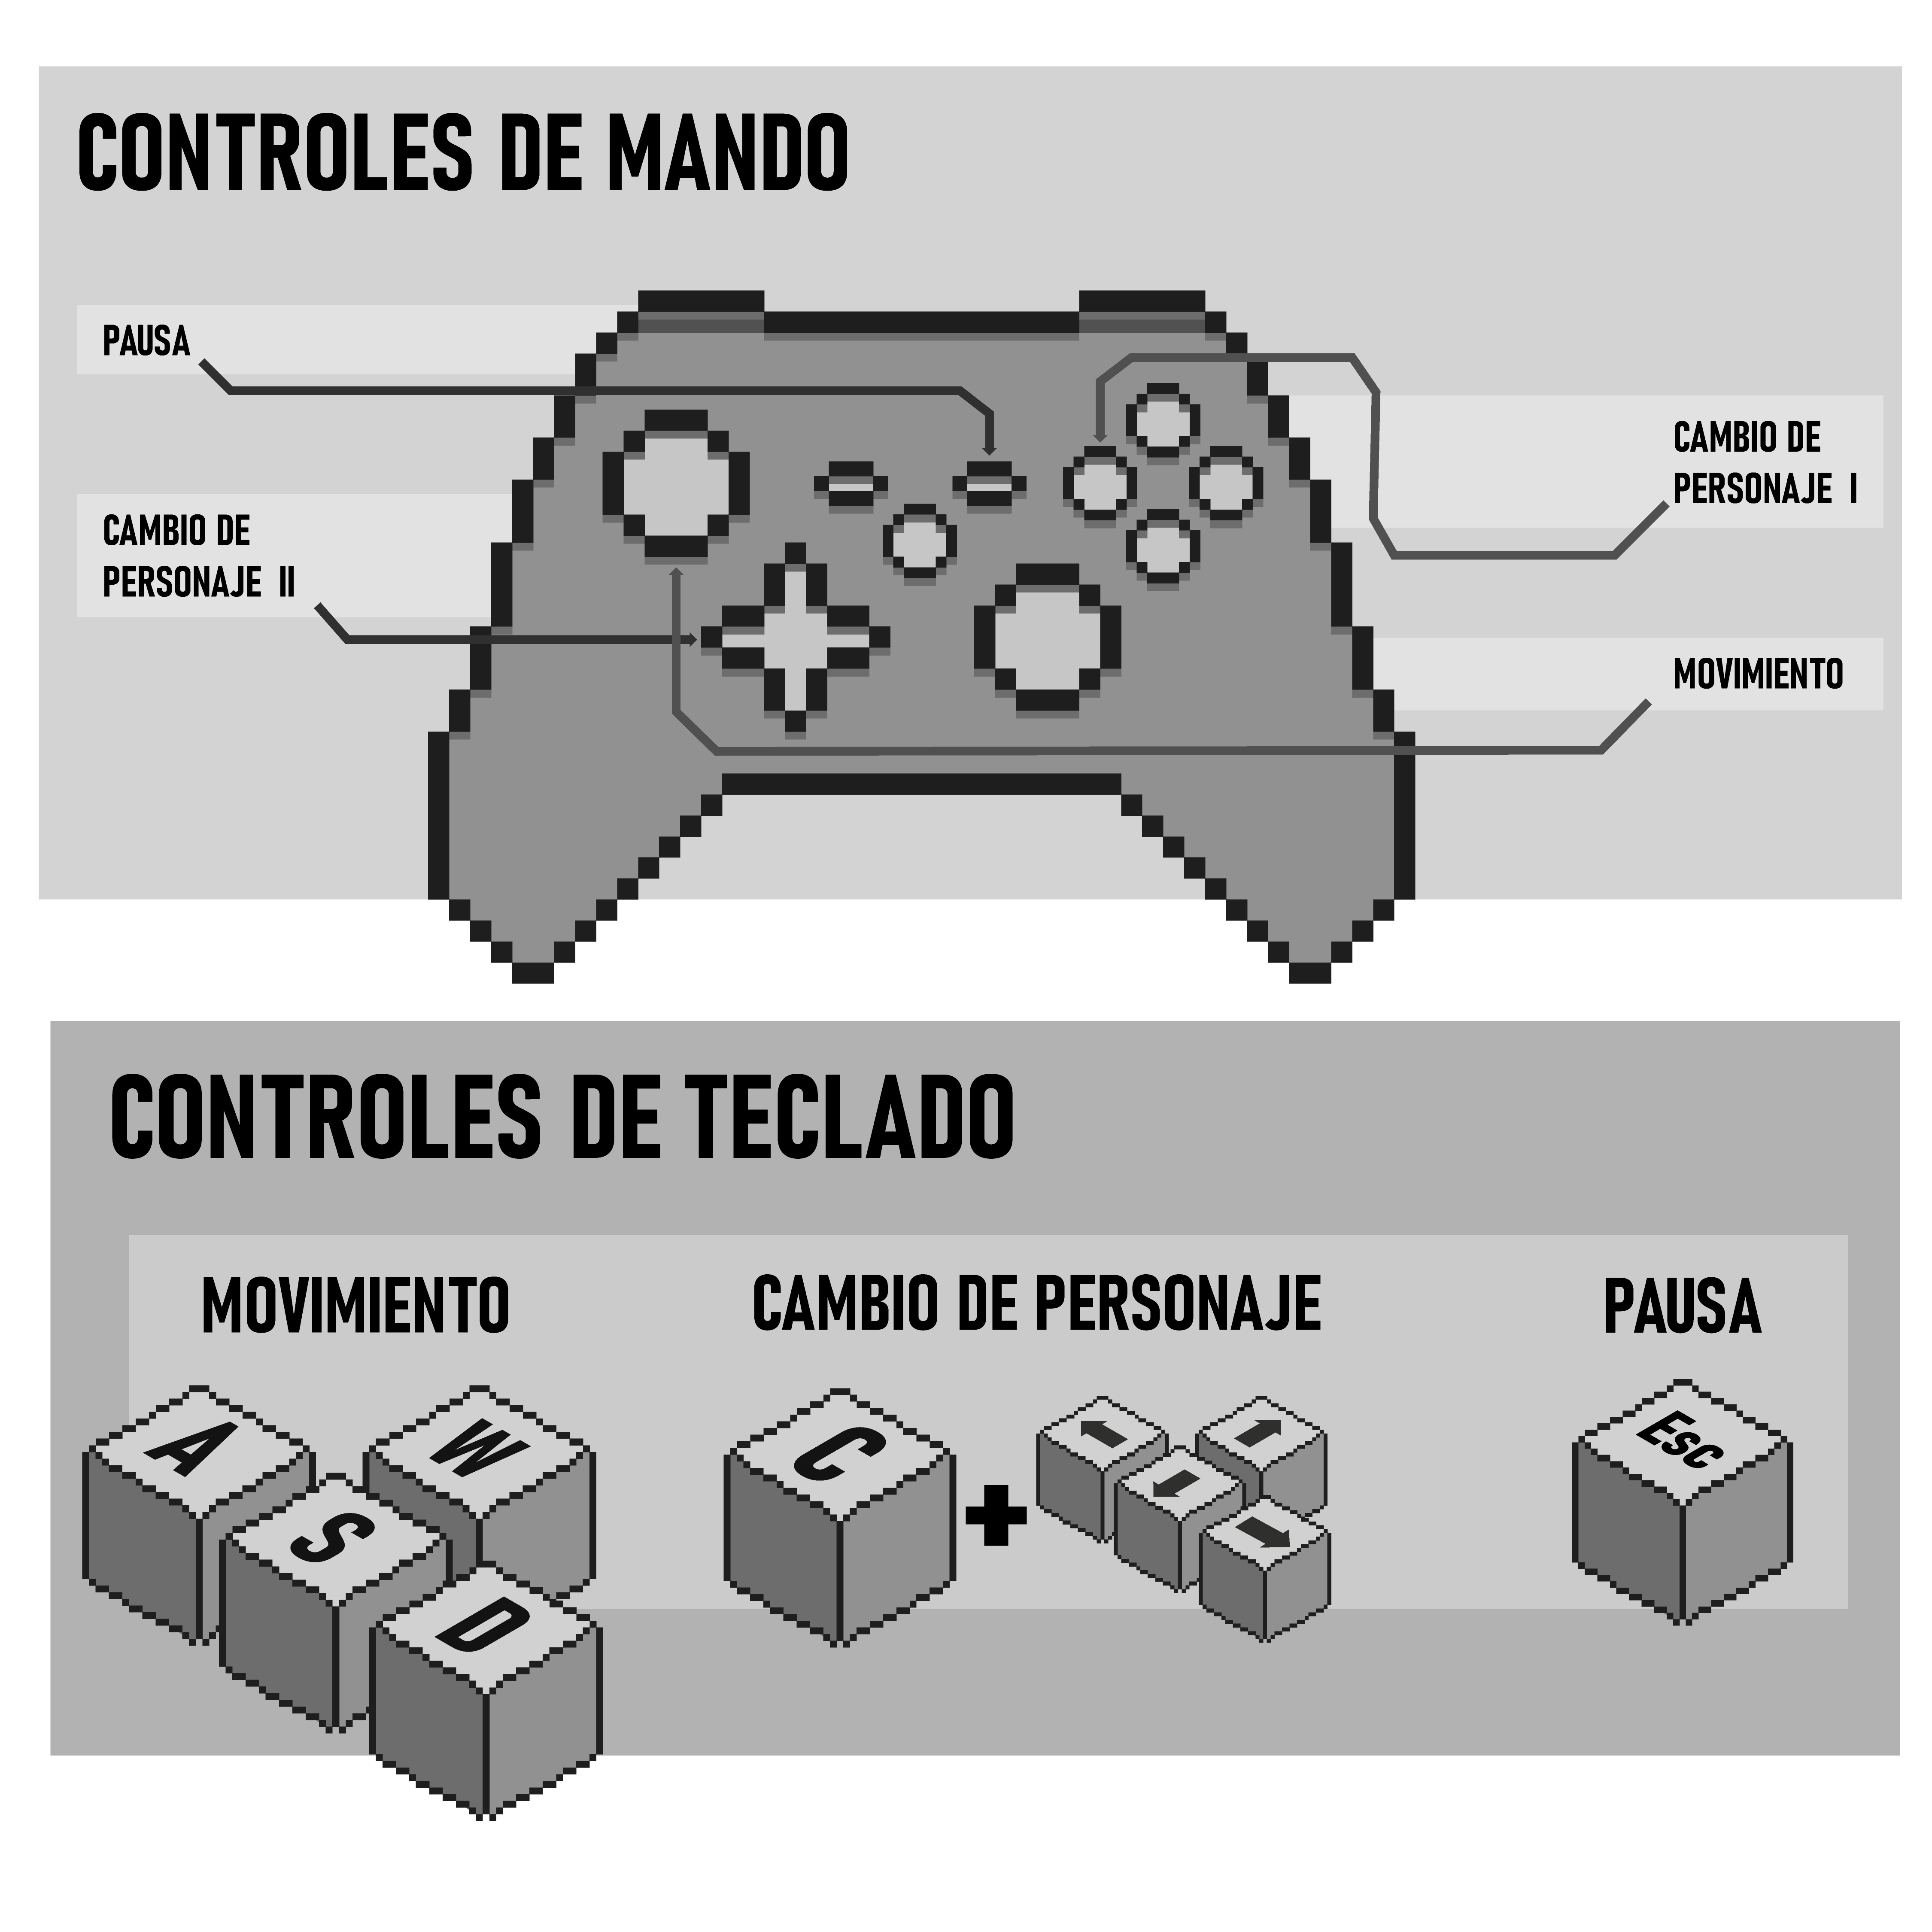 CONTROLES DE MANDO
PAUSA
CAMBIO DE
PERSONAJE I
CAMBIO DE
PERSONAJE II
MOVIMIENTO
CONTROLES DE TECLADO
MOVIMIENTO
CAMBIO DE PERSONAJE
PAUSA
A
W
S
D
C
+
Esc